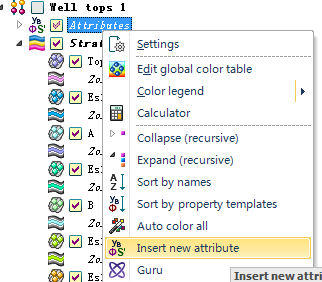 Well tops 1
Attributes
Strat
Settings
Top
Zo
Edit global color table
Es
Color legend
Zo
Calculator
A
Collapse (recursive)
Zo
Expand (recursive)
Es
Sort by names
Zo
Sort by property templates
B
Auto color all
Zo
Insert new attribute
Es
Guru
Zo
Insert new attri
Es